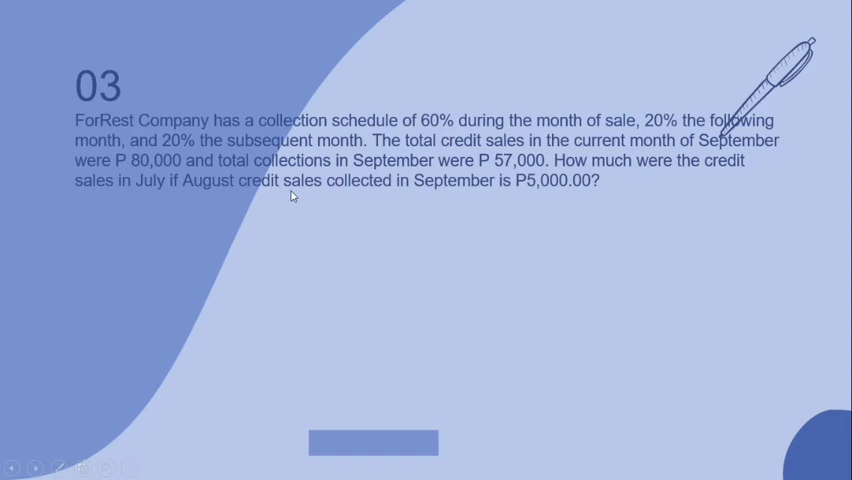 03
ForRest Company has a collection schedule of 60% during the month of sale, 20% the following
month, and 20% the subsequent month. The total credit sales in the current month of September
were P 80,000 and total collections in September were P 57,000. How much were the credit
sales in July if August credit sales collected in September is P5,000.00?